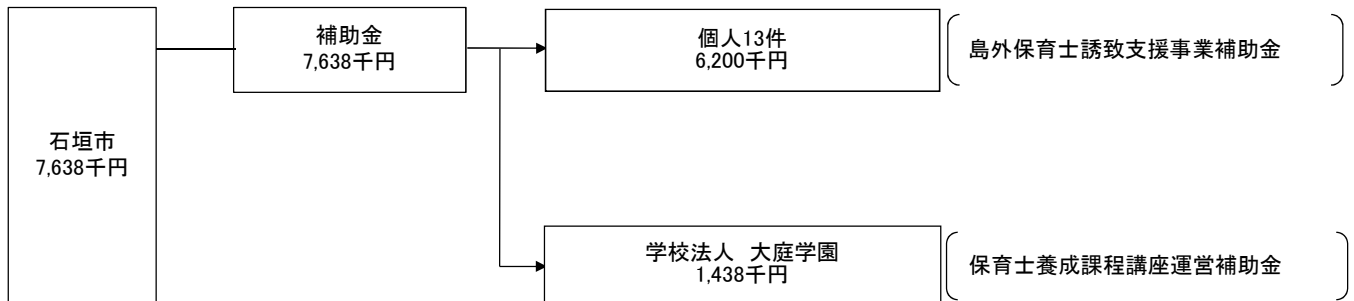 石垣市
7,638千円
補助金
7,638千円
個人13件
6,200千円
島外保育士誘致支援事業補助金
学校法人　大庭学園
1,438千円
保育士養成課程講座運営補助金